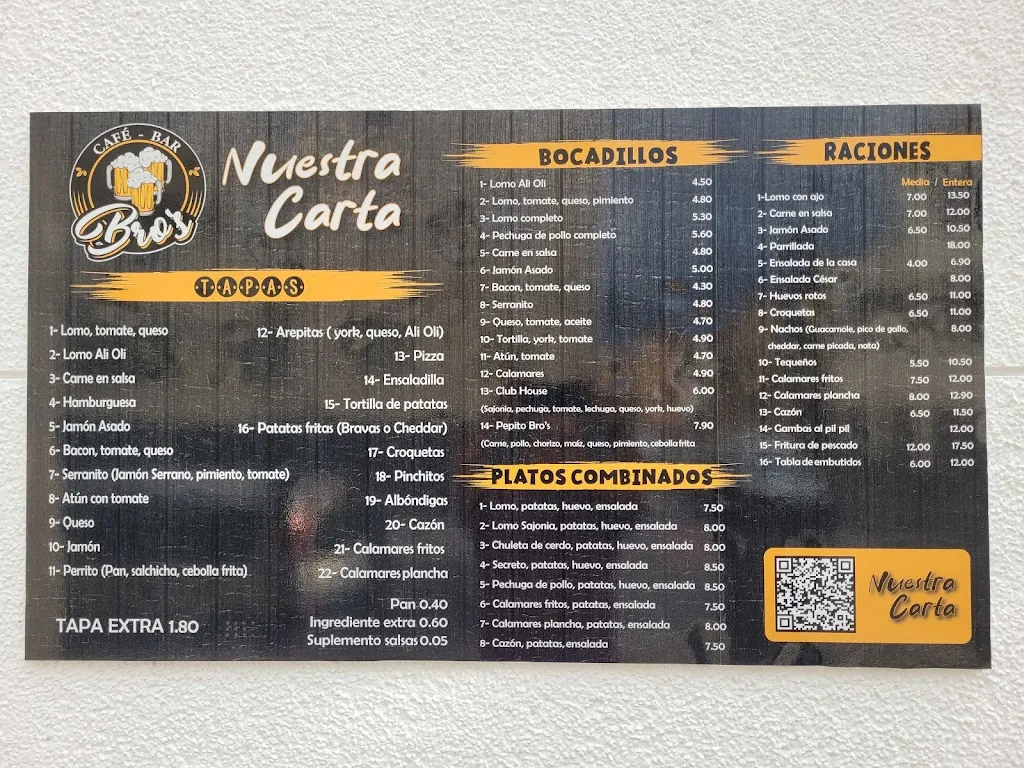 CAFÉ - BAR
Bro's
Nuestra
Carta
TAPAS
1- Lomo, tomate, queso
2- Lomo Ali Oli
3- Carne en salsa
4- Hamburguesa
5- Jamón Asado
6- Bacon, tomate, queso
7- Serranito (Jamón Serrano, pimiento, tomate)
8- Atún con tomate
9- Queso
10- Jamón
11- Perrito (Pan, salchicha, cebolla frita)
TAPA EXTRA 1.80
12- Arepitas ( york, queso, Ali Oli)
13- Pizza
14- Ensaladilla
15- Tortilla de patatas
16- Patatas fritas (Bravas o Cheddar)
17- Croquetas
18- Pinchitos
19- Albóndigas
20- Cazón
21- Calamares fritos
22- Calamares plancha
Pan 0.40
Ingrediente extra 0.60
Suplemento salsas 0.05
BOCADILLOS
1- Lomo Ali Oli 4.50
2- Lomo, tomate, queso, pimiento 4.80
3- Lomo completo 5.30
4- Pechuga de pollo completo 5.60
5- Carne en salsa 4.80
6- Jamón Asado 5.00
7- Bacon, tomate, queso 4.30
8- Serranito 4.80
9- Queso, tomate, aceite 4.70
10- Tortilla, york, tomate 4.90
11- Atún, tomate 4.70
12- Calamares 4.90
13- Club House 6.00
(Sajonia, pechuga, tomate, lechuga, queso, york, huevo)
14- Pepito Bro's 7.90
(Carne, pollo, chorizo, maíz, queso, pimiento, cebolla frita
PLATOS COMBINADOS
1- Lomo, patatas, huevo, ensalada 7.50
2- Lomo Sajonia, patatas, huevo, ensalada 8.00
3- Chuleta de cerdo, patatas, huevo, ensalada 8.00
4- Secreto, patatas, huevo, ensalada 8.50
5- Pechuga de pollo, patatas, huevo, ensalada 8.50
6- Calamares fritos, patatas, ensalada 7.50
7- Calamares plancha, patatas, ensalada 8.00
8- Cazón, patatas, ensalada 7.50
RACIONES
Media / Entera
1-Lomo con ajo 7.00 13.50
2- Carne en salsa 7.00 12.00
3- Jamón Asado 6.50 10.50
4- Parrillada 18.00
5- Ensalada de la casa 4.00 6.90
6- Ensalada César 8.00
7- Huevos rotos 6.50 11.00
8- Croquetas 6.50 11.00
9- Nachos (Guacamole, pico de gallo, 8.00
cheddar, carne picada, nata)
10- Tequeños 5.50 10.50
11- Calamares fritos 7.50 12.00
12- Calamares plancha 8.00 12.90
13- Cazón 6.50 11.50
14- Gambas al pil pil 12.00
15- Fritura de pescado 12.00 17.50
16- Tabla de embutidos 6.00 12.00
Nuestra
Carta